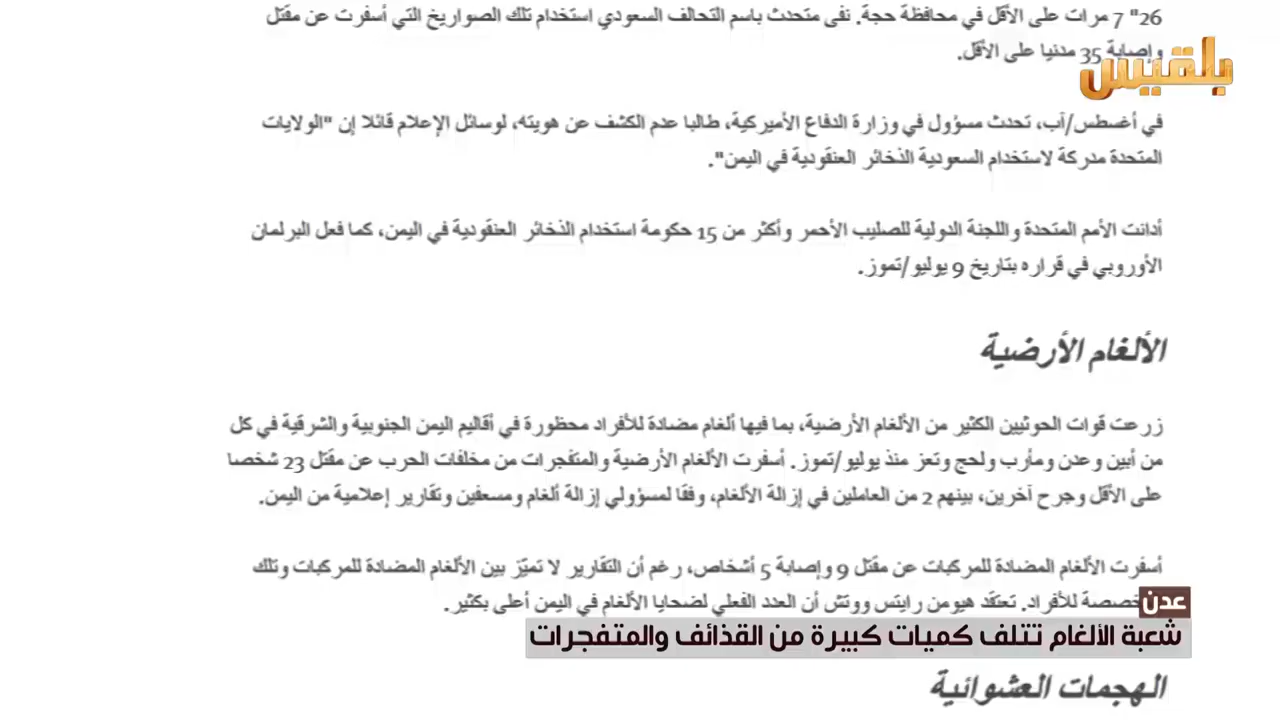 26" 7 مرات على الأقل في محافظة حجة. نفى متحدث باسم التحالف السعودي استخدام تلك الصواريخ التي أسفرت عن مقتل
وإصابة 35 مدنيا على الأقل.
بلقيس
في أغسطس/آب، تحدث مسؤول في وزارة الدفاع الأميركية، طالبا عدم الكشف عن هويته، لوسائل الإعلام قائلا إن "الولايات
المتحدة مدركة لاستخدام السعودية الذخائر العنقودية في اليمن".
أدانت الأمم المتحدة واللجنة الدولية للصليب الأحمر وأكثر من 15 حكومة استخدام الذخائر العنقودية في اليمن، كما فعل البرلمان
الأوروبي في قراره بتاريخ 9 يوليو/تموز.
الألغام الأرضية
زرعت قوات الحوثيين الكثير من الألغام الأرضية، بما فيها ألغام مضادة للأفراد محظورة في أقاليم اليمن الجنوبية والشرقية في كل
من أبين وعدن ومأرب ولحج وتعز منذ يوليو/تموز. أسفرت الألغام الأرضية والمتفجرات من مخلفات الحرب عن مقتل 23 شخصا
على الأقل وجرح آخرين، بينهم 2 من العاملين في إزالة الألغام، وفقا لمسؤولي إزالة ألغام ومسعفين وتقارير إعلامية من اليمن.
أسفرت الألغام المضادة للمركبات عن مقتل 9 وإصابة 5 أشخاص، رغم أن التقارير لا تميّز بين الألغام المضادة للمركبات وتلك
للأفراد. تعتقد هيومن رايتس ووتش أن العدد الفعلي لضحايا الألغام في اليمن أعلى بكثير.
عدن
شعبة الألغام تتلف كميات كبيرة من القذائف والمتفجرات
الهجمات العشوائية